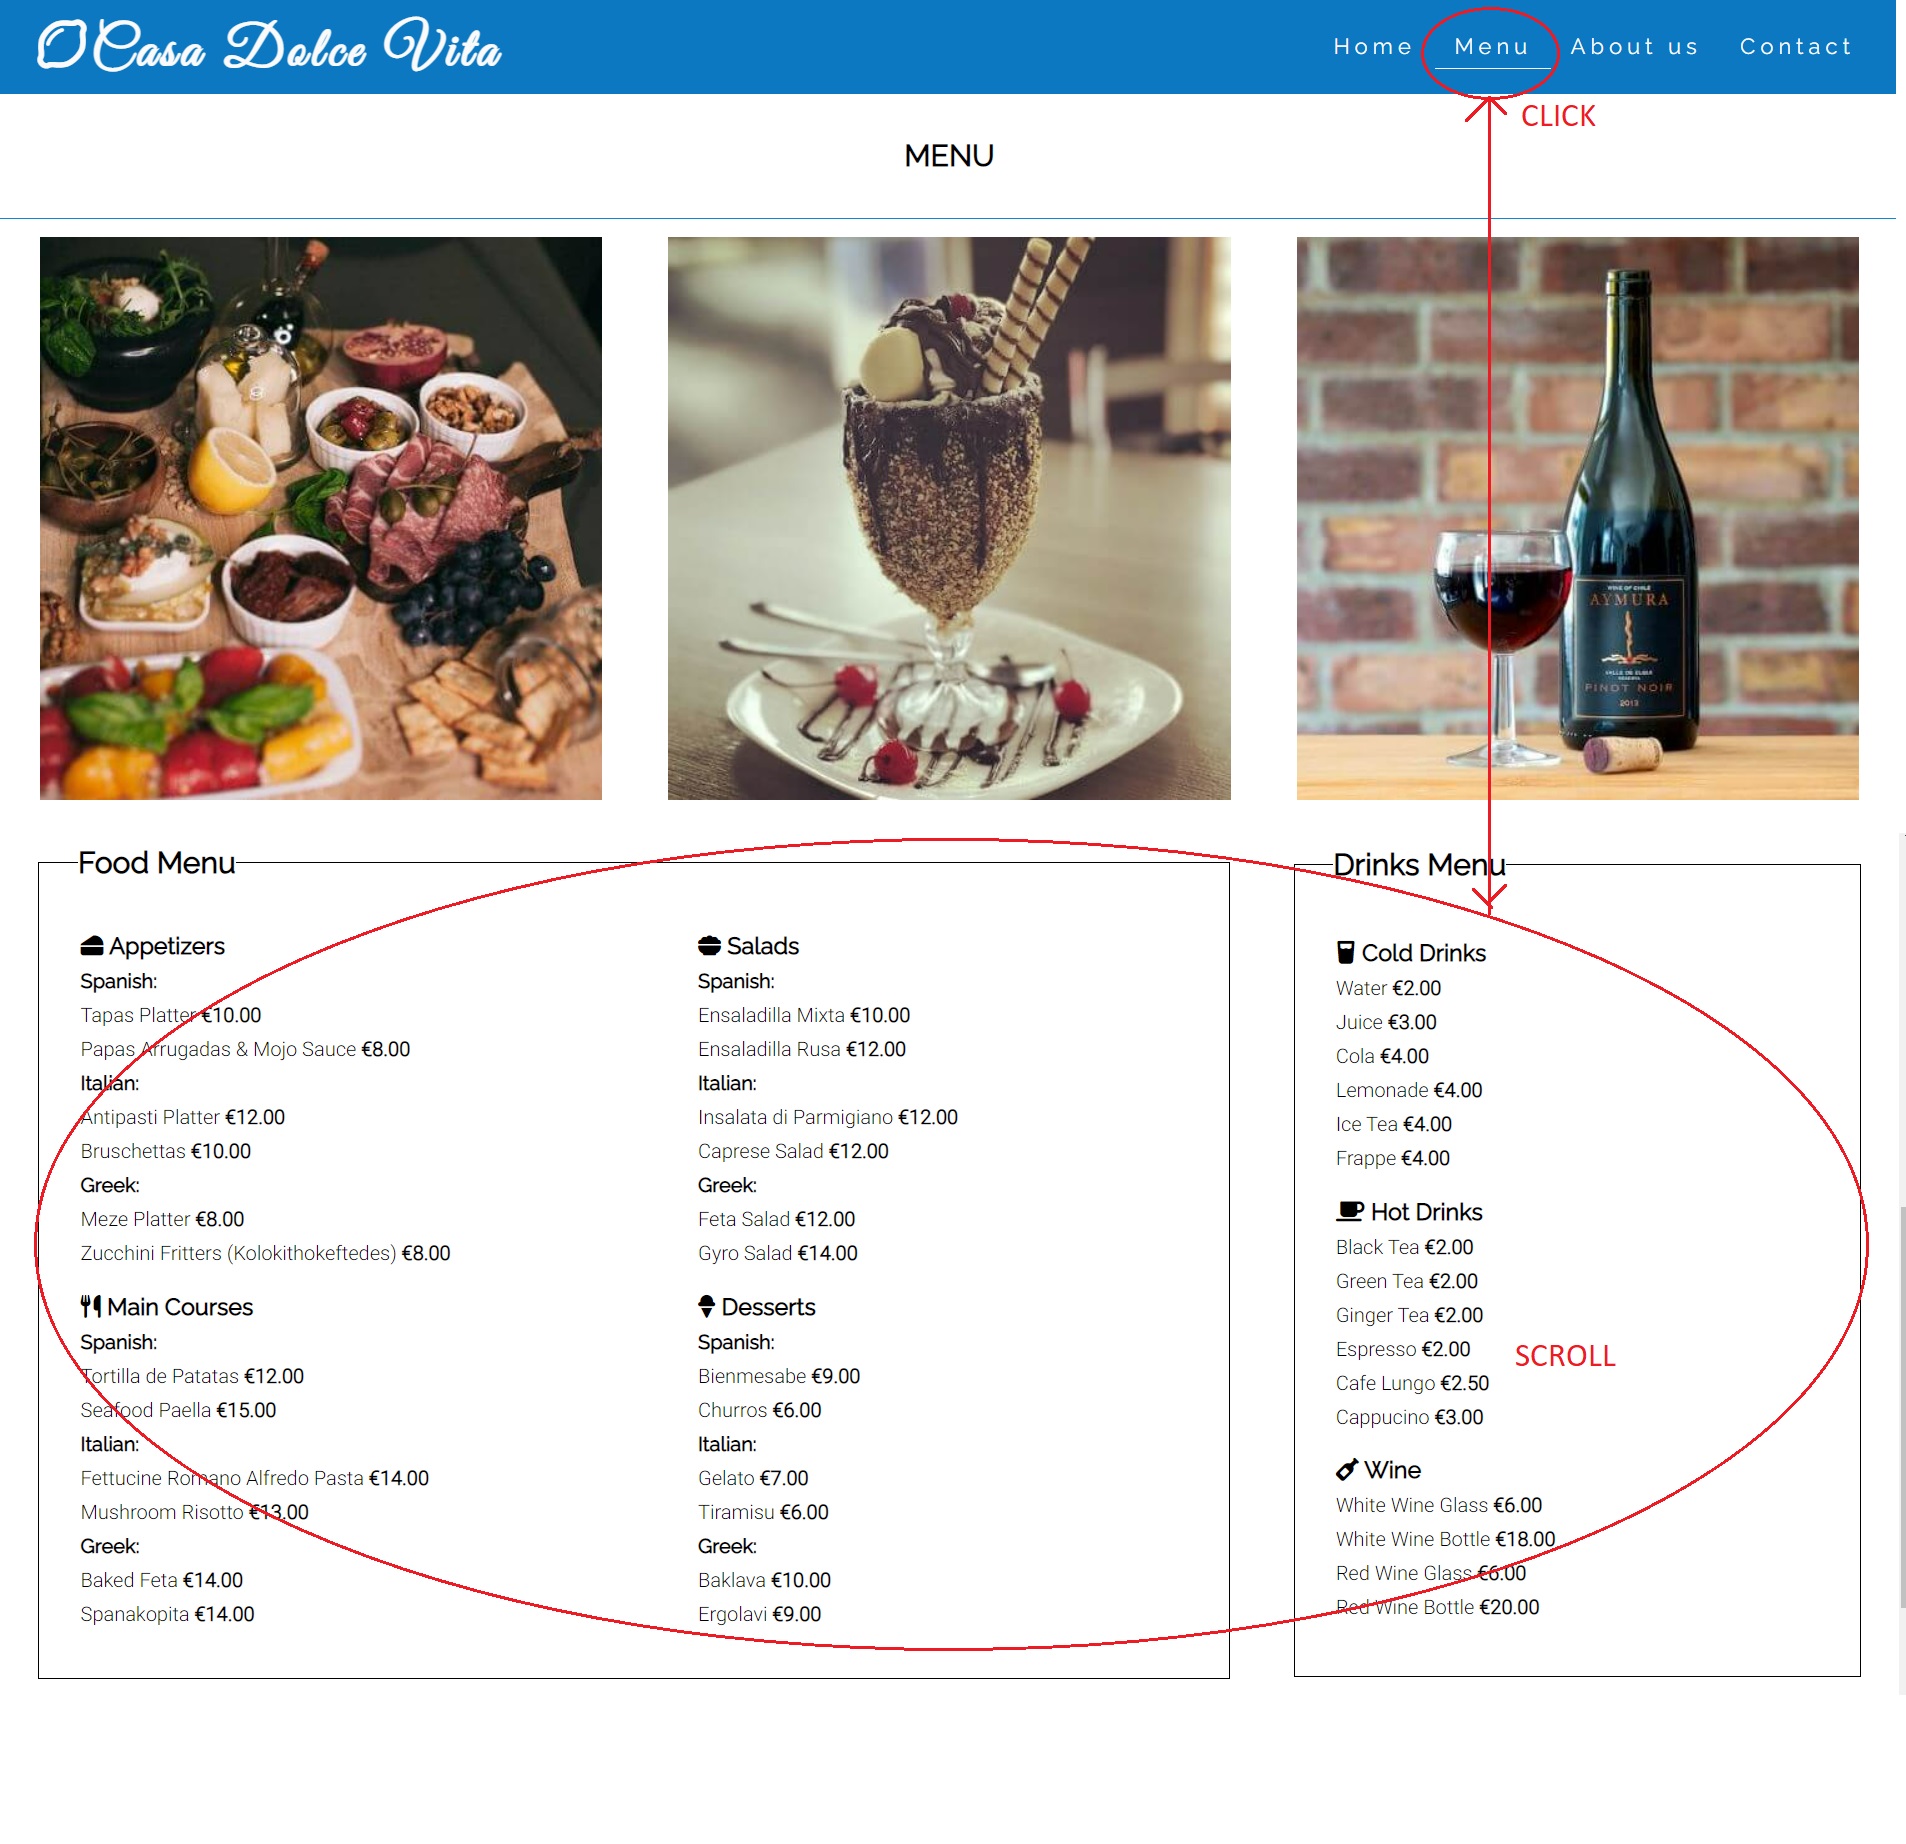 Casa Dolce Vita
Home Menu About us Contact
CLICK
MENU
WINE OF CHILE
AYMURA
VALLE DE ELQUI
RESERVA
PINOT NOIR
2013
Food Menu
Appetizers
Spanish:
Tapas Platter €10.00
Papas Arrugadas & Mojo Sauce €8.00
Italian:
Antipasti Platter €12.00
Bruschettas €10.00
Greek:
Meze Platter €8.00
Zucchini Fritters (Kolokithokeftedes) €8.00
Main Courses
Spanish:
Tortilla de Patatas €12.00
Seafood Paella €15.00
Italian:
Fettucine Romano Alfredo Pasta €14.00
Mushroom Risotto €13.00
Greek:
Baked Feta €14.00
Spanakopita €14.00
Salads
Spanish:
Ensaladilla Mixta €10.00
Ensaladilla Rusa €12.00
Italian:
Insalata di Parmigiano €12.00
Caprese Salad €12.00
Greek:
Feta Salad €12.00
Gyro Salad €14.00
Desserts
Spanish:
Bienmesabe €9.00
Churros €6.00
Italian:
Gelato €7.00
Tiramisu €6.00
Greek:
Baklava €10.00
Ergolavi €9.00
Drinks Menu
Cold Drinks
Water €2.00
Juice €3.00
Cola €4.00
Lemonade €4.00
Ice Tea €4.00
Frappe €4.00
Hot Drinks
Black Tea €2.00
Green Tea €2.00
Ginger Tea €2.00
Espresso €2.00
Cafe Lungo €2.50
Cappucino €3.00
SCROLL
Wine
White Wine Glass €6.00
White Wine Bottle €18.00
Red Wine Glass €6.00
Red Wine Bottle €20.00